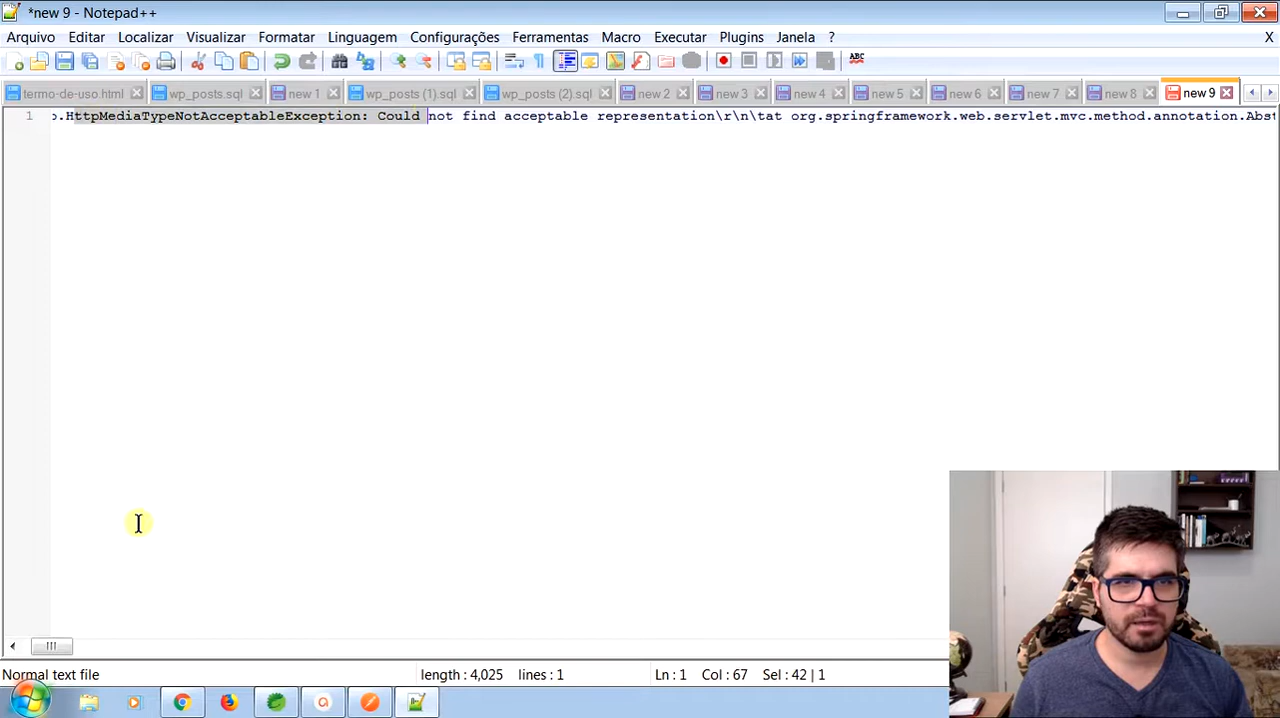 *new 9 - Notepad++
Arquivo Editar Localizar Visualizar Formatar Linguagem Configurações Ferramentas Macro Executar Plugins Janela ? X
termo-de-uso.html wp_posts.sql new 1 wp_posts (1).sql wp_posts (2).sql new 2 new 3 new 4 new 5 new 6 new 7 new 8 new 9
1 o.HttpMediaTypeNotAcceptableException: Could not find acceptable representation\r\n\tat org.springframework.web.servlet.mvc.method.annotation.Abst
Normal text file length : 4,025 lines : 1 Ln : 1 Col : 67 Sel : 42 | 1